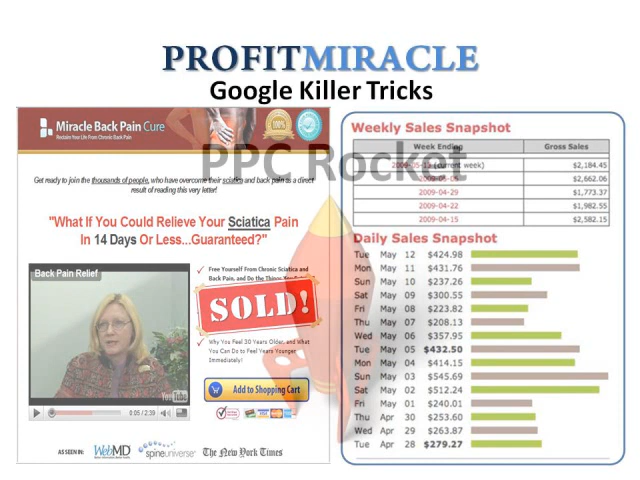 PROFITMIRACLE
Google Killer Tricks
PPC Rocket
Miracle Back Pain Cure
Reclaim Your Life From Chronic Back Pain
100%
Get ready to join the thousands of people, who have overcome their sciatica and back pain as a direct
result of reading this very letter!
"What If You Could Relieve Your Sciatica Pain
In 14 Days Or Less...Guaranteed?"
Back Pain Relief
YouTube
0:05 / 2:39
Free Yourself From Chronic Sciatica and
Back Pain, and Do the Things You
SOLD!
Why You Feel 30 Years Older, and What
You Can Do to Feel Years Younger
Immediately!
Add to Shopping Cart
AS SEEN IN:
WebMD
spineuniverse
The New York Times
Weekly Sales Snapshot
Week Ending Gross Sales
(current week) $2,184.45
$2,662.06
2009-04-29 $1,773.37
2009-04-22 $1,982.55
2009-04-15 $2,582.15
Daily Sales Snapshot
Tue May 12 $424.98
Mon May 11 $431.76
Sun May 10 $237.26
Sat May 09 $300.55
Fri May 08 $223.82
Thu May 07 $208.13
Wed May 06 $357.95
Tue May 05 $432.50
Mon May 04 $414.15
Sun May 03 $545.69
Sat May 02 $512.24
Fri May 01 $240.01
Thu Apr 30 $253.60
Wed Apr 29 $263.87
Tue Apr 28 $279.27